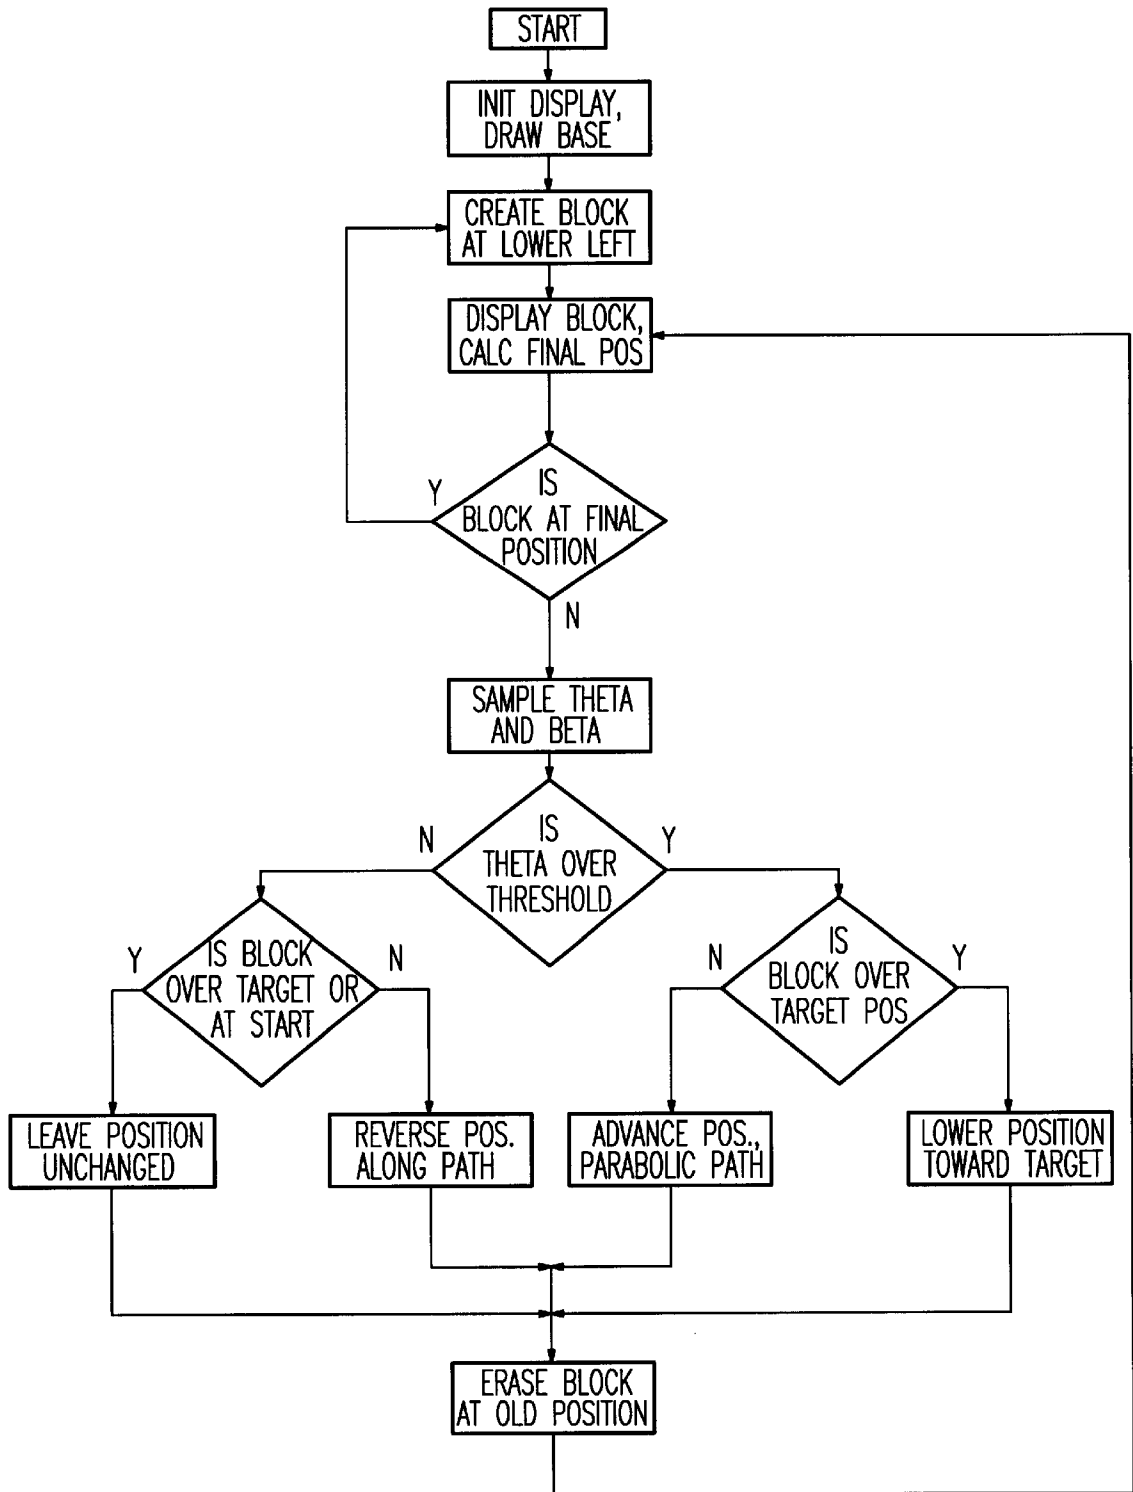 START
INIT DISPLAY,
DRAW BASE
CREATE BLOCK
AT LOWER LEFT
DISPLAY BLOCK,
CALC FINAL POS
Y
IS
BLOCK AT FINAL
POSITION
N
SAMPLE THETA
AND BETA
N
IS
THETA OVER
THRESHOLD
Y
Y
IS BLOCK
OVER TARGET OR
AT START
N
N
IS
BLOCK OVER
TARGET POS
Y
LEAVE POSITION
UNCHANGED
REVERSE POS.
ALONG PATH
ADVANCE POS.,
PARABOLIC PATH
LOWER POSITION
TOWARD TARGET
ERASE BLOCK
AT OLD POSITION